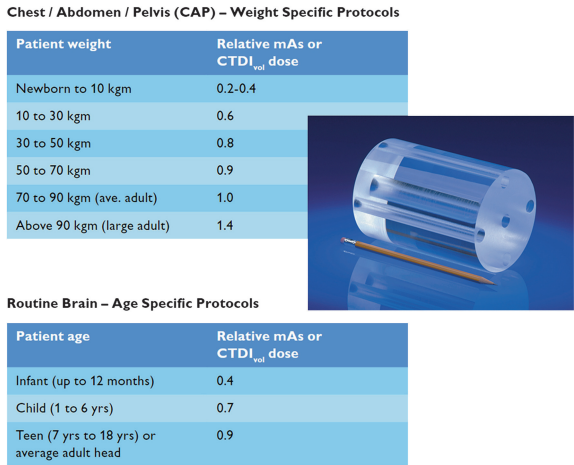 Chest / Abdomen / Pelvis (CAP) – Weight Specific Protocols
Patient weight Relative mAs or
CTDIvol dose
Newborn to 10 kgm 0.2-0.4
10 to 30 kgm 0.6
30 to 50 kgm 0.8
50 to 70 kgm 0.9
70 to 90 kgm (ave. adult) 1.0
Above 90 kgm (large adult) 1.4
Routine Brain – Age Specific Protocols
Patient age Relative mAs or
CTDIvol dose
Infant (up to 12 months) 0.4
Child (1 to 6 yrs) 0.7
Teen (7 yrs to 18 yrs) or 0.9
average adult head